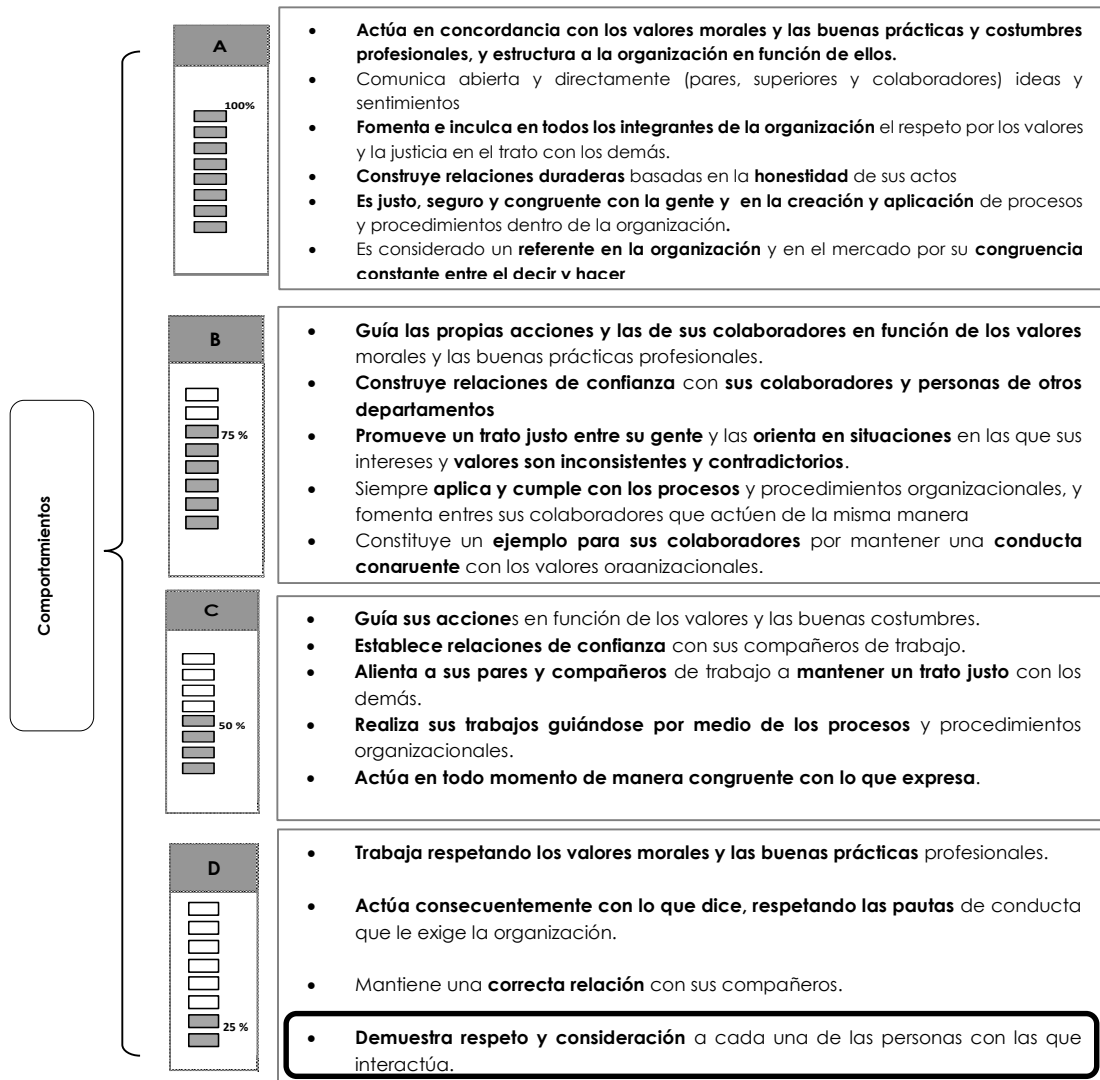 Comportamientos
A
100%
• Actúa en concordancia con los valores morales y las buenas prácticas y costumbres
profesionales, y estructura a la organización en función de ellos.
• Comunica abierta y directamente (pares, superiores y colaboradores) ideas y
sentimientos
• Fomenta e inculca en todos los integrantes de la organización el respeto por los valores
y la justicia en el trato con los demás.
• Construye relaciones duraderas basadas en la honestidad de sus actos
• Es justo, seguro y congruente con la gente y en la creación y aplicación de procesos
y procedimientos dentro de la organización.
• Es considerado un referente en la organización y en el mercado por su congruencia
constante entre el decir y hacer
B
75 %
• Guía las propias acciones y las de sus colaboradores en función de los valores
morales y las buenas prácticas profesionales.
• Construye relaciones de confianza con sus colaboradores y personas de otros
departamentos
• Promueve un trato justo entre su gente y las orienta en situaciones en las que sus
intereses y valores son inconsistentes y contradictorios.
• Siempre aplica y cumple con los procesos y procedimientos organizacionales, y
fomenta entres sus colaboradores que actúen de la misma manera
• Constituye un ejemplo para sus colaboradores por mantener una conducta
congruente con los valores organizacionales.
C
50 %
• Guía sus acciones en función de los valores y las buenas costumbres.
• Establece relaciones de confianza con sus compañeros de trabajo.
• Alienta a sus pares y compañeros de trabajo a mantener un trato justo con los
demás.
• Realiza sus trabajos guiándose por medio de los procesos y procedimientos
organizacionales.
• Actúa en todo momento de manera congruente con lo que expresa.
D
25 %
• Trabaja respetando los valores morales y las buenas prácticas profesionales.
• Actúa consecuentemente con lo que dice, respetando las pautas de conducta
que le exige la organización.
• Mantiene una correcta relación con sus compañeros.
• Demuestra respeto y consideración a cada una de las personas con las que
interactúa.